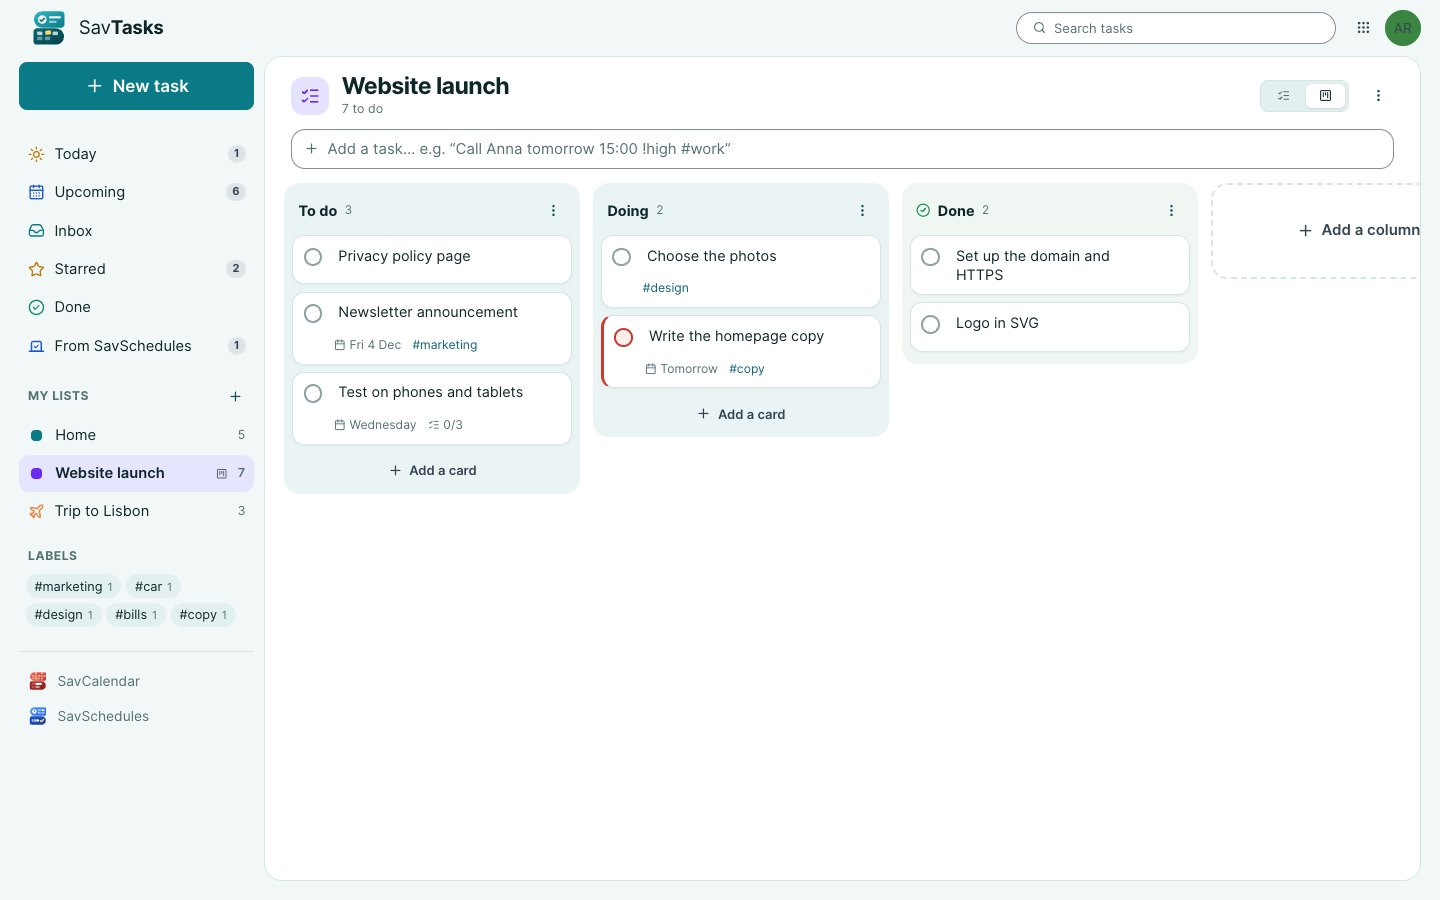 SavTasks
Search tasks
AR
New task
Today 1
Upcoming 6
Inbox
Starred 2
Done
From SavSchedules 1
MY LISTS
Home 5
Website launch 7
Trip to Lisbon 3
LABELS
#marketing 1 #car 1
#design 1 #bills 1 #copy 1
SavCalendar
SavSchedules
Website launch
7 to do
Add a task... e.g. “Call Anna tomorrow 15:00 !high #work”
To do 3
Privacy policy page
Newsletter announcement
Fri 4 Dec #marketing
Test on phones and tablets
Wednesday 0/3
Add a card
Doing 2
Choose the photos
#design
Write the homepage copy
Tomorrow #copy
Add a card
Done 2
Set up the domain and
HTTPS
Logo in SVG
Add a column